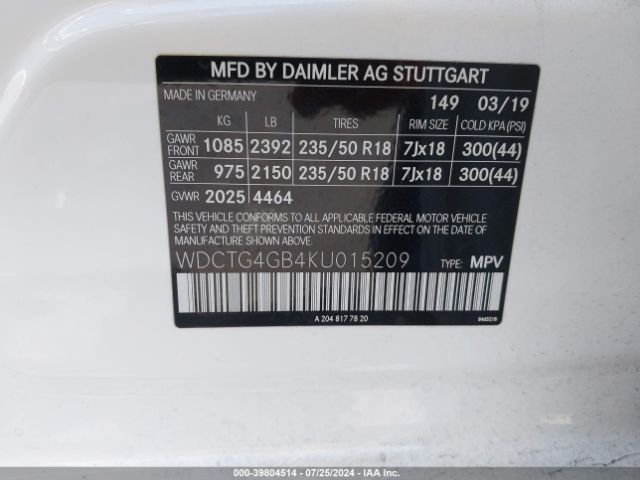 MFD BY DAIMLER AG STUTTGART
MADE IN GERMANY 149 03/19
KG LB TIRES RIM SIZE COLD KPA(PSI)
GAWR FRONT 1085 2392 235/50 R18 7Jx18 300(44)
GAWR REAR 975 2150 235/50 R18 7Jx18 300(44)
GVWR 2025 4464
THIS VEHICLE CONFORMS TO ALL APPLICABLE FEDERAL MOTOR VEHICLE
SAFETY AND THEFT PREVENTION STANDARDS IN EFFECT
ON THE DATE OF MANUFACTURE SHOWN ABOVE.
WDCTG4GB4KU015209 TYPE: MPV
A 204 817 78 20
000-39804514 / 07/25/2024 / IAA Inc.